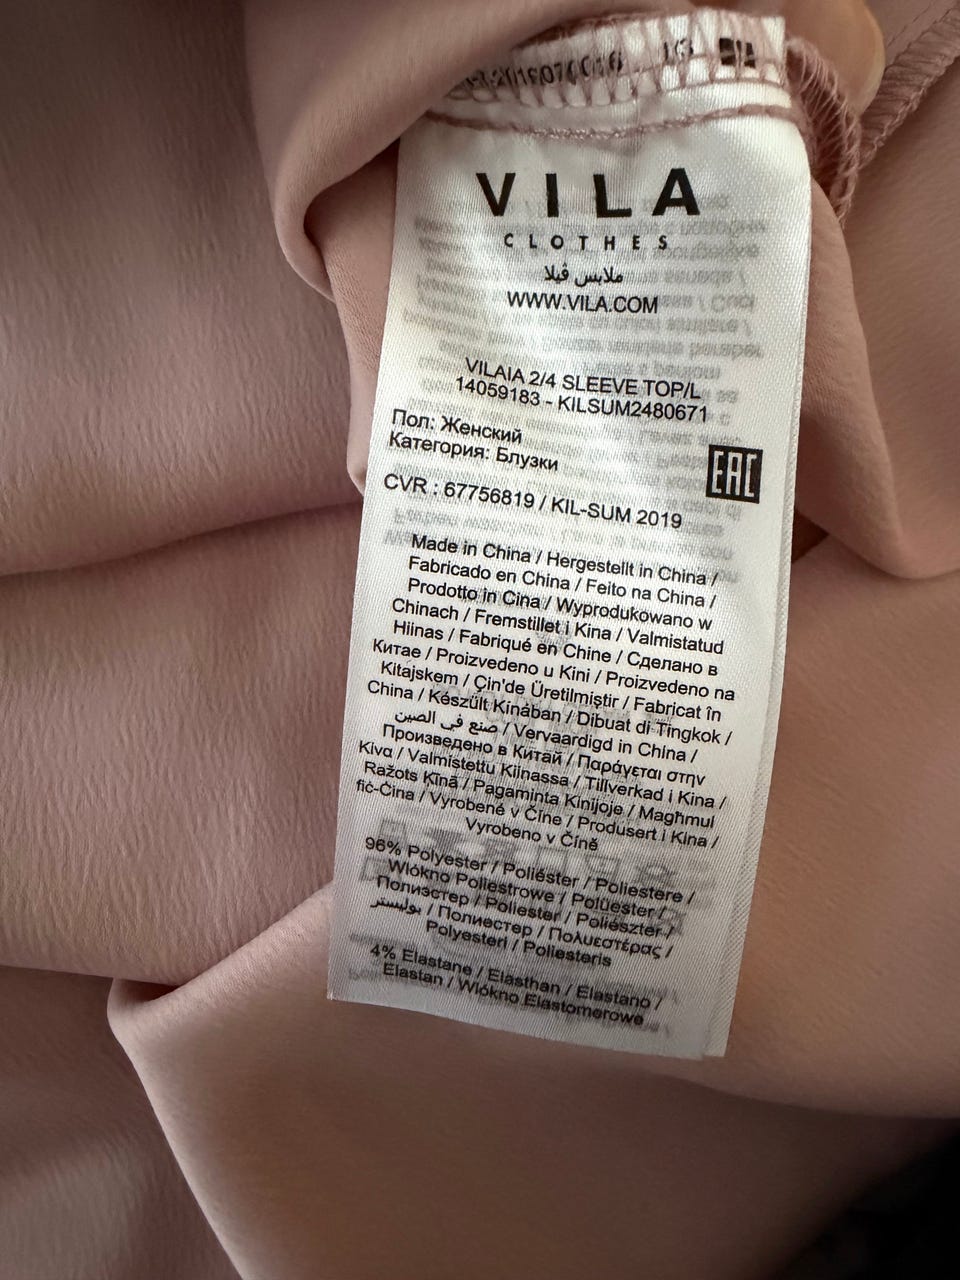 VILA
CLOTHES
ملابس ڤيلا
WWW.VILA.COM
VILAIA 2/4 SLEEVE TOP/L
14059183 - KILSUM2480671
Пол: Женский
Категория: Блузки
EAC
CVR : 67756819 / KIL-SUM 2019
Made in China / Hergestellt in China /
Fabricado en China / Feito na China /
Prodotto in Cina / Wyprodukowano w
Chinach / Fremstillet i Kina / Valmistatud
Hiinas / Fabriqué en Chine / Сделано в
Китае / Proizvedeno u Kini / Proizvedeno na
Kitajskem / Çin'de Üretilmiştir / Fabricat în
China / Készült Kínában / Dibuat di Tingkok /
صنع في الصين / Vervaardigd in China /
Произведено в Китай / Παράγεται στην
Κίνα / Valmistettu Kiinassa / Tillverkad i Kina /
Ražots Ķīnā / Pagaminta Kinijoje / Magħmul
fiċ-Ċina / Vyrobené v Číne / Produsert i Kina /
Vyrobeno v Číně
96% Polyester / Poliéster / Poliestere /
Włókno Poliestrowe / Polüester /
Полиэстер / Poliester / Poliészter /
بوليستر / Полиестер / Πολυεστέρας /
Polyesteri / Poliesteris
4% Elastane / Elasthan / Elastano /
Elastan / Włókno Elastomerowe